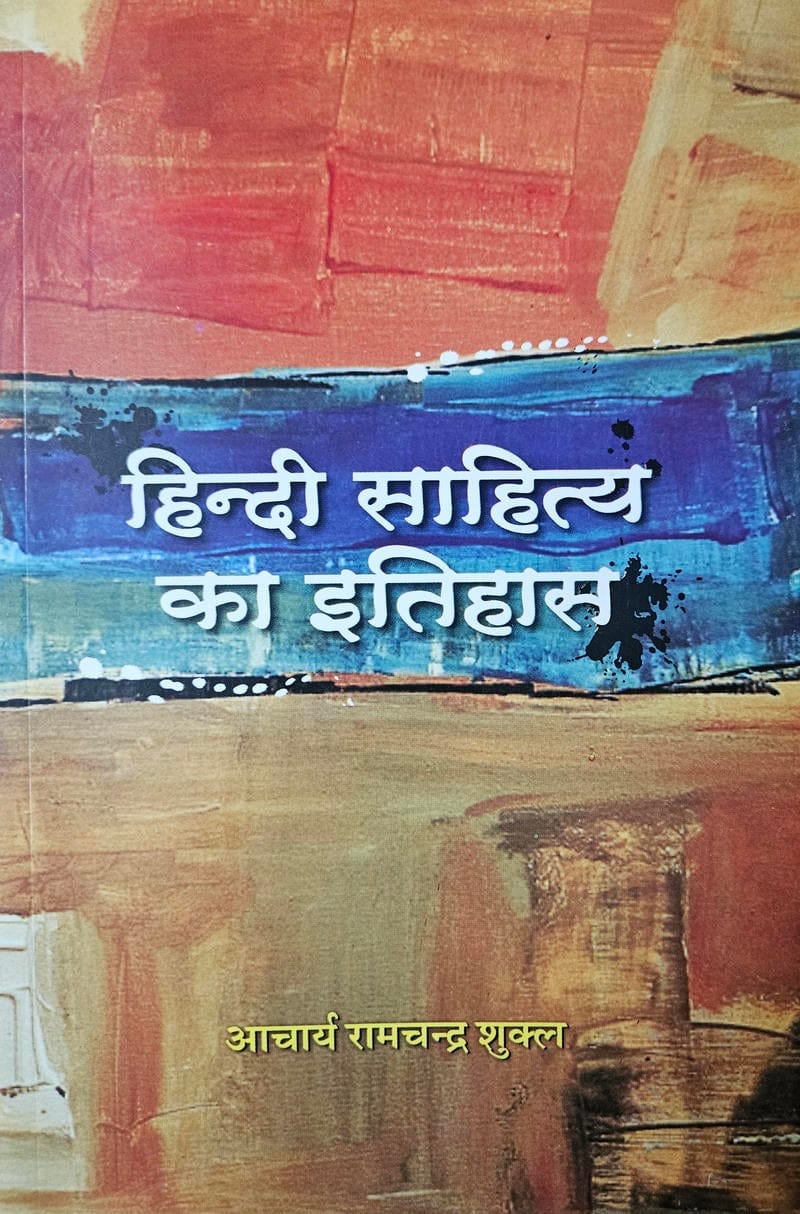 हिन्दी साहित्य
का इतिहास
आचार्य रामचन्द्र शुक्ल